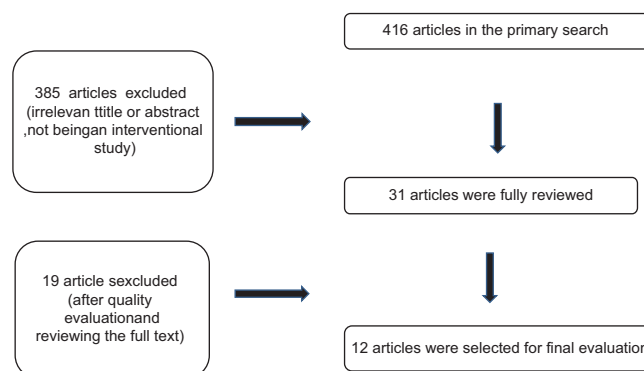 416 articles in the primary search
385 articles excluded
(irrelevan ttitle or abstract
,not beingan interventional
study)
31 articles were fully reviewed
19 article sexcluded
(after quality
evaluationand
reviewing the full text)
12 articles were selected for final evaluation